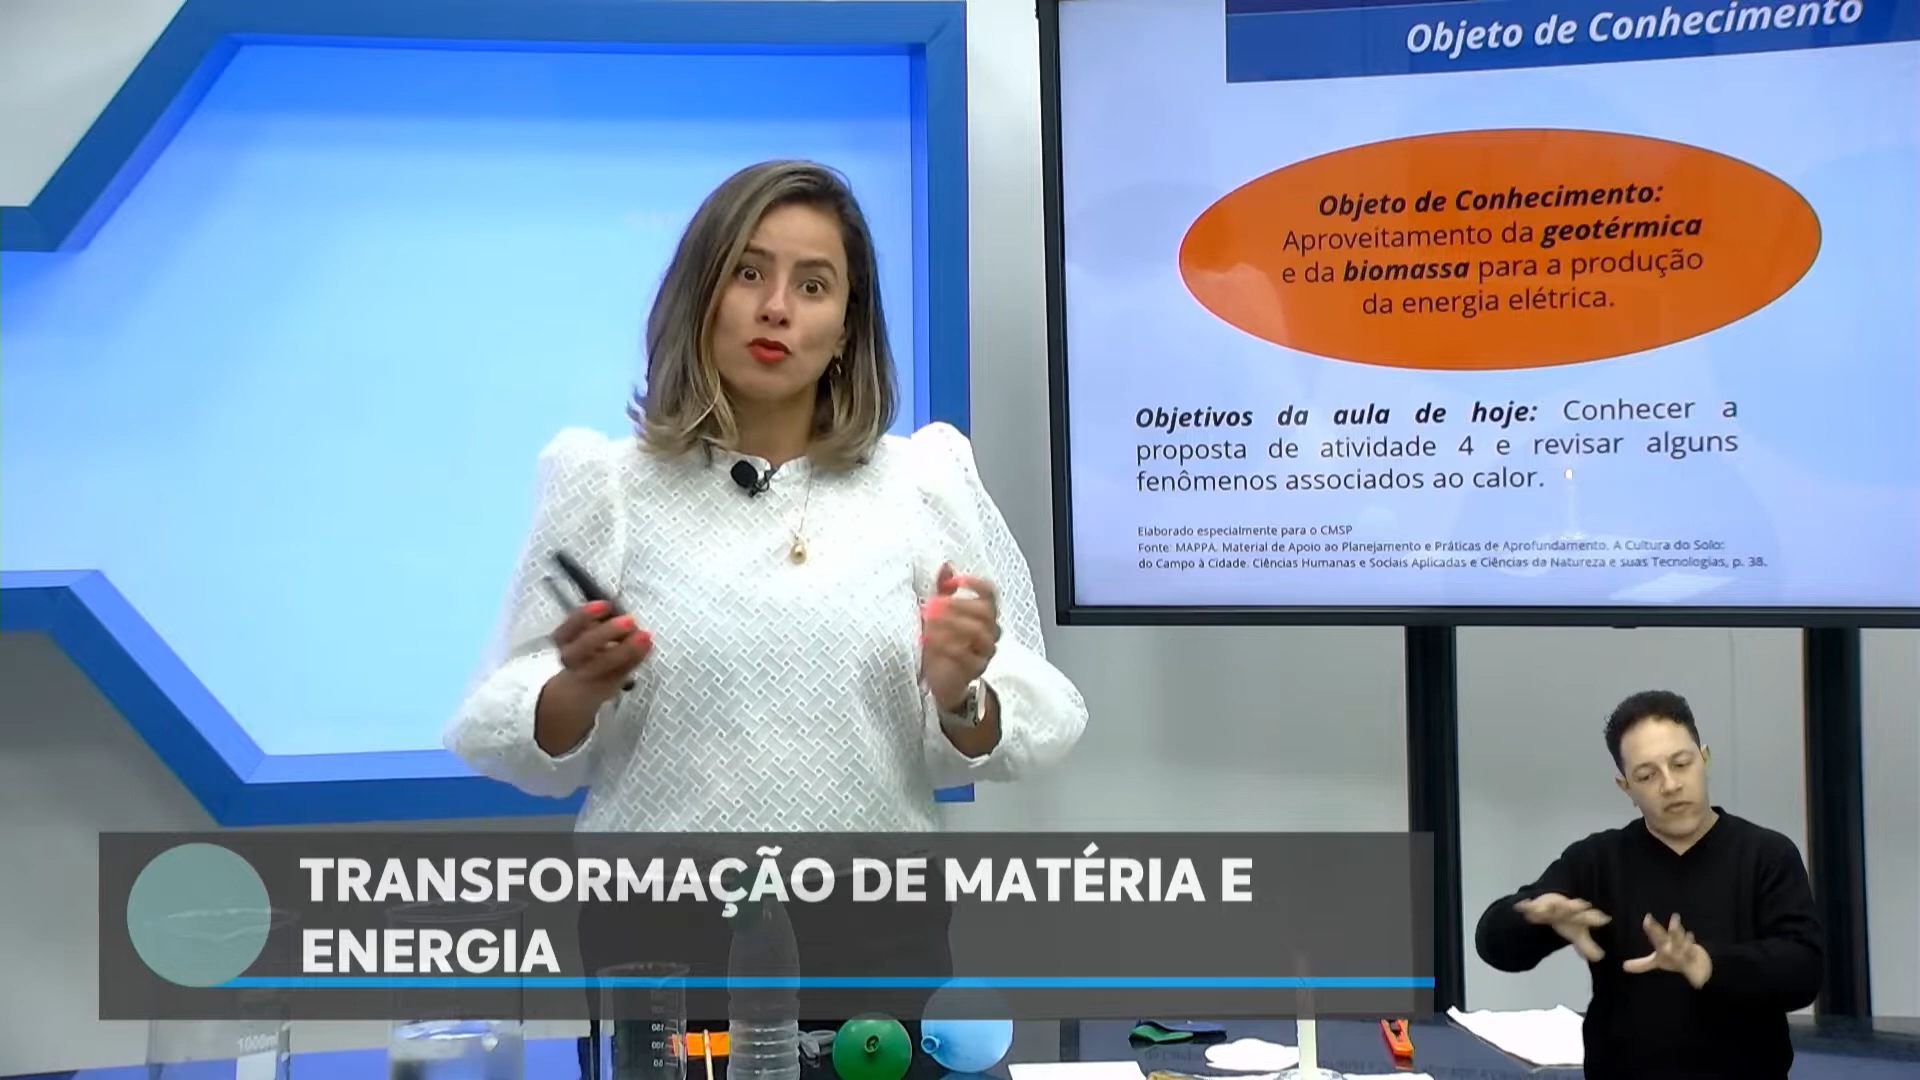 Objeto de Conhecimento
Objeto de Conhecimento:
Aproveitamento da geotérmica
e da biomassa para a produção
da energia elétrica.
Objetivos da aula de hoje: Conhecer a
proposta de atividade 4 e revisar alguns
fenômenos associados ao calor.
Elaborado especialmente para o CMSP
Fonte: MAPPA. Material de Apoio ao Planejamento e Práticas de Aprofundamento. A Cultura do Solo:
do Campo à Cidade. Ciências Humanas e Sociais Aplicadas e Ciências da Natureza e suas Tecnologias, p. 38.
TRANSFORMAÇÃO DE MATÉRIA E
ENERGIA
1000ml